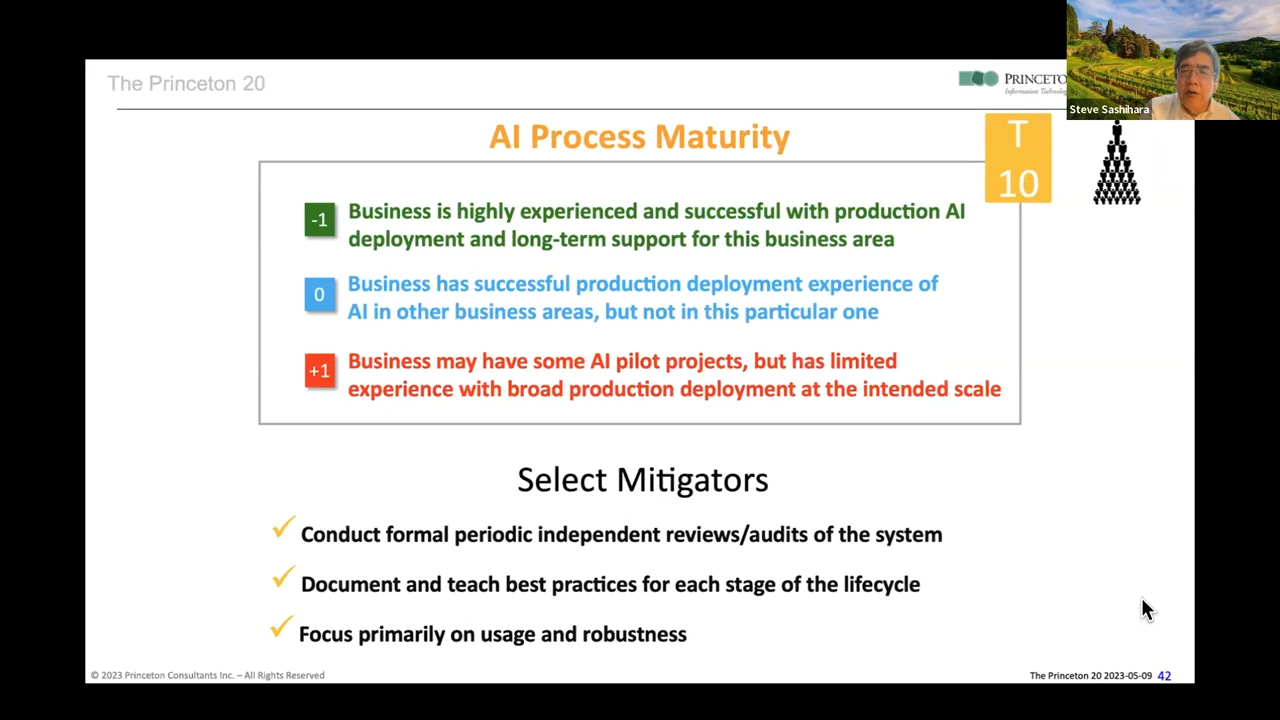 The Princeton 20
PRINCETO
Information Technolo
Steve Sashihara
AI Process Maturity
T
10
-1
Business is highly experienced and successful with production AI
deployment and long-term support for this business area
0
Business has successful production deployment experience of
AI in other business areas, but not in this particular one
+1
Business may have some AI pilot projects, but has limited
experience with broad production deployment at the intended scale
Select Mitigators
✓ Conduct formal periodic independent reviews/audits of the system
✓ Document and teach best practices for each stage of the lifecycle
✓ Focus primarily on usage and robustness
© 2023 Princeton Consultants Inc. – All Rights Reserved
The Princeton 20 2023-05-09 42